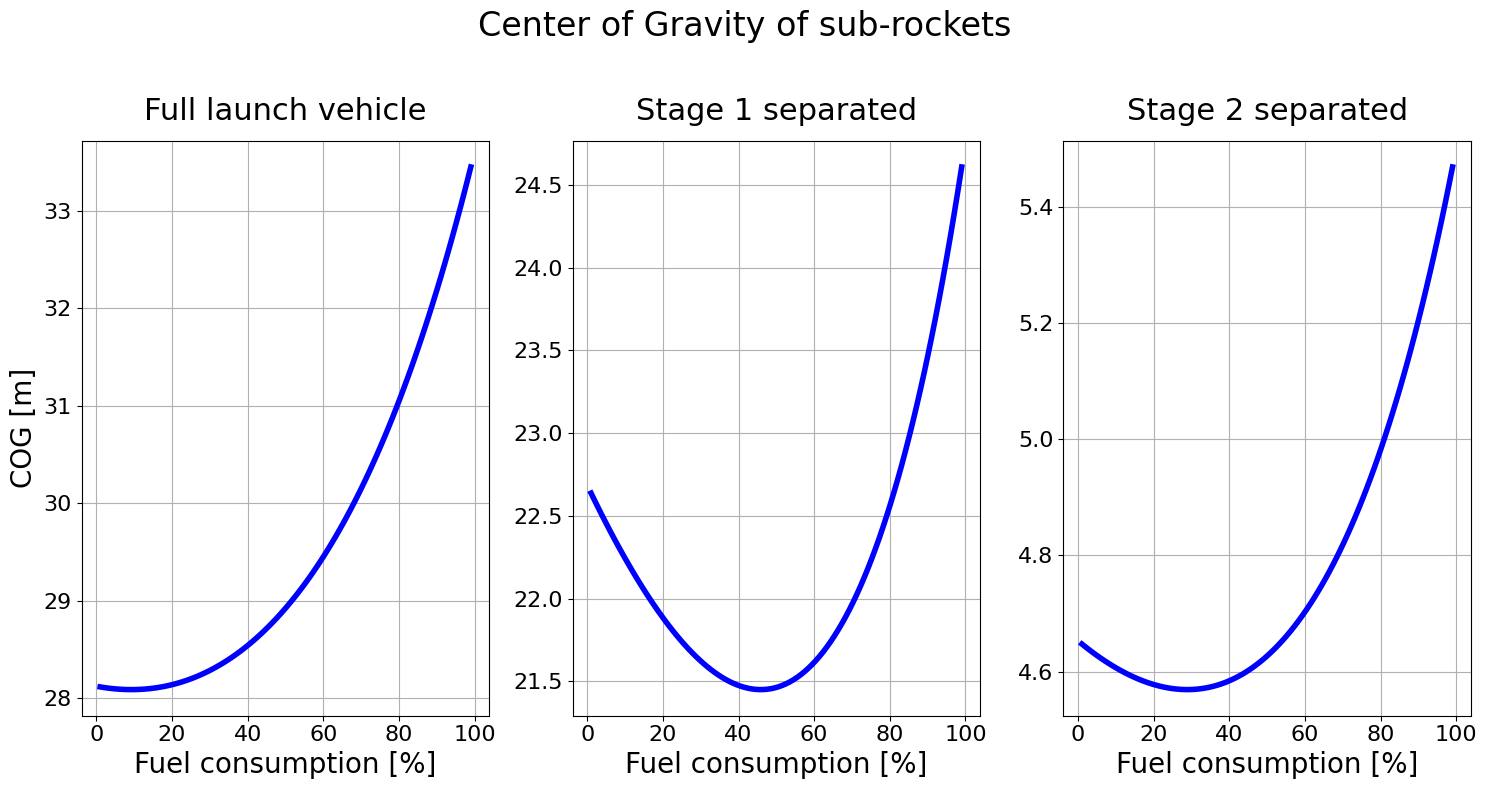 Center of Gravity of sub-rockets
Full launch vehicle
Stage 1 separated
Stage 2 separated
COG [m]
33
32
31
30
29
28
0 20 40 60 80 100
Fuel consumption [%]
24.5
24.0
23.5
23.0
22.5
22.0
21.5
0 20 40 60 80 100
Fuel consumption [%]
5.4
5.2
5.0
4.8
4.6
0 20 40 60 80 100
Fuel consumption [%]